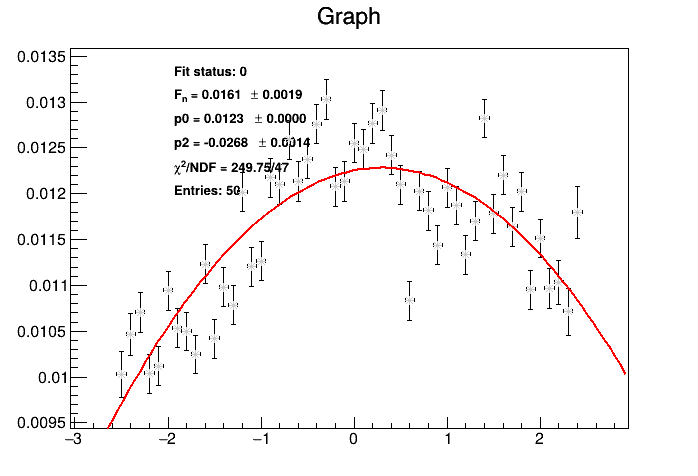 Graph
0.0135
Fit status: 0
Fn = 0.0161 ± 0.0019
0.013
p0 = 0.0123 ± 0.0000
0.0125
p2 = -0.0268 ± 0.0014
χ²/NDF = 249.75/47
0.012
Entries: 50
0.0115
0.011
0.0105
0.01
0.0095
−3 −2 −1 0 1 2